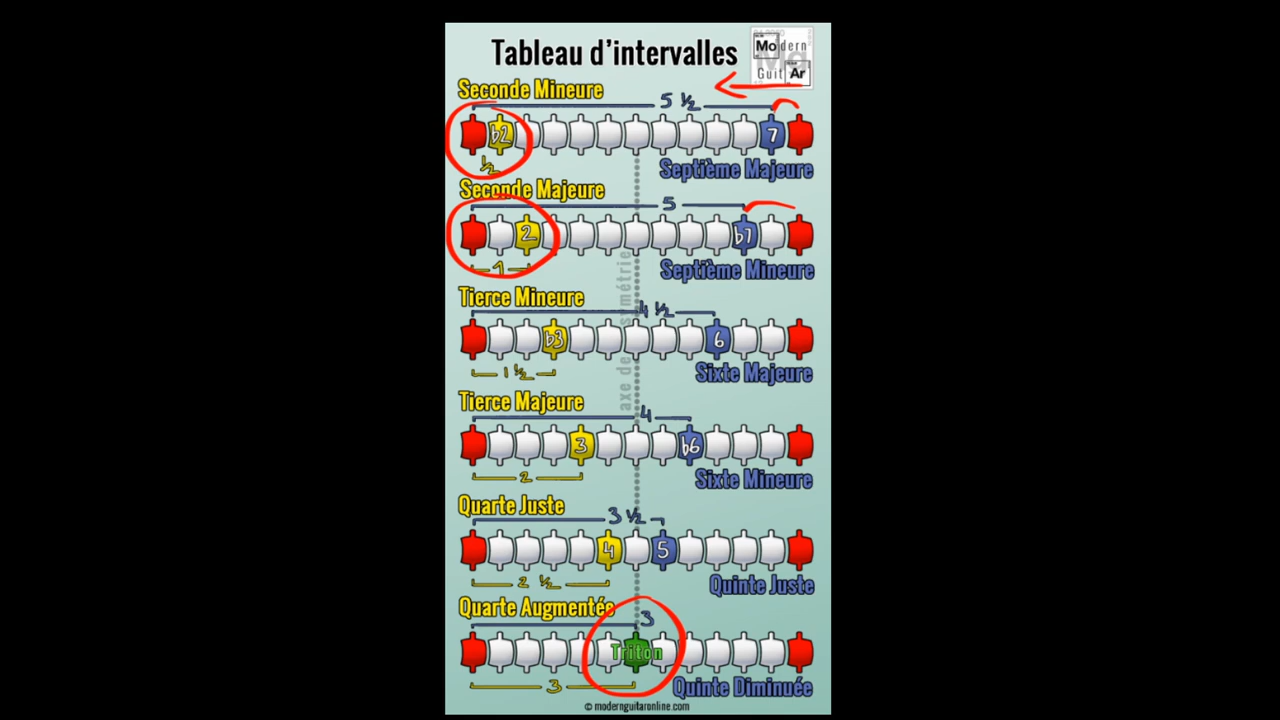 Tableau d'intervalles
Modern
Guitar
Seconde Mineure
5 ½
b2
7
½
Septième Majeure
Seconde Majeure
5
2
b7
1
Septième Mineure
axe de symétrie
Tierce Mineure
4 ½
b3
6
1 ½
Sixte Majeure
Tierce Majeure
4
3
b6
2
Sixte Mineure
Quarte Juste
3 ½
4
5
2 ½
Quinte Juste
Quarte Augmentée
3
Triton
3
Quinte Diminuée
© modernguitaronline.com